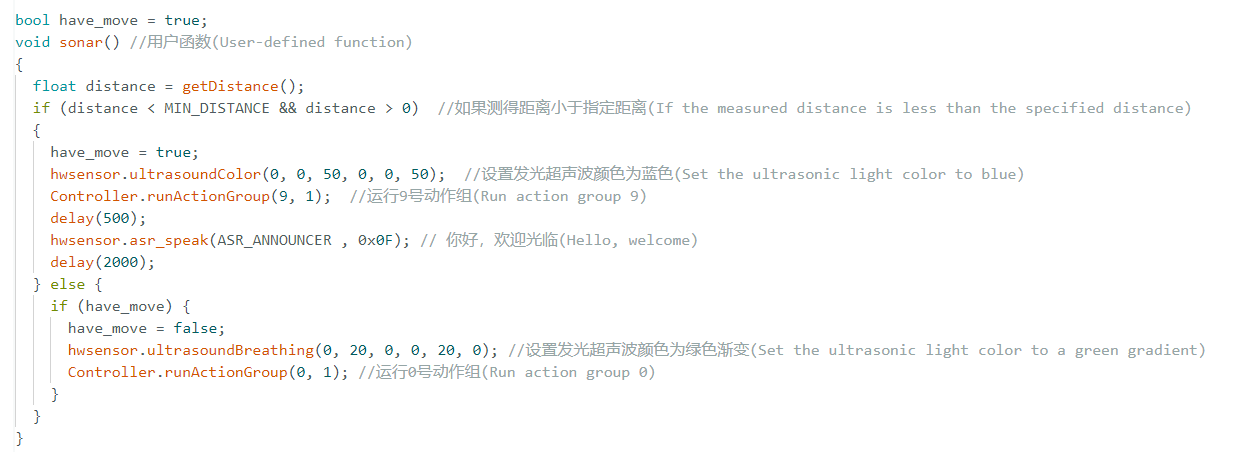 bool have_move = true;
void sonar() //用户函数(User-defined function)
{
  float distance = getDistance();
  if (distance < MIN_DISTANCE && distance > 0)  //如果测得距离小于指定距离(If the measured distance is less than the specified distance)
  {
    have_move = true;
    hwsensor.ultrasoundColor(0, 0, 50, 0, 0, 50);  //设置发光超声波颜色为蓝色(Set the ultrasonic light color to blue)
    Controller.runActionGroup(9, 1);  //运行9号动作组(Run action group 9)
    delay(500);
    hwsensor.asr_speak(ASR_ANNOUNCER , 0x0F); // 你好，欢迎光临(Hello, welcome)
    delay(2000);
  } else {
    if (have_move) {
      have_move = false;
      hwsensor.ultrasoundBreathing(0, 20, 0, 0, 20, 0); //设置发光超声波颜色为绿色渐变(Set the ultrasonic light color to a green gradient)
      Controller.runActionGroup(0, 1); //运行0号动作组(Run action group 0)
    }
  }
}